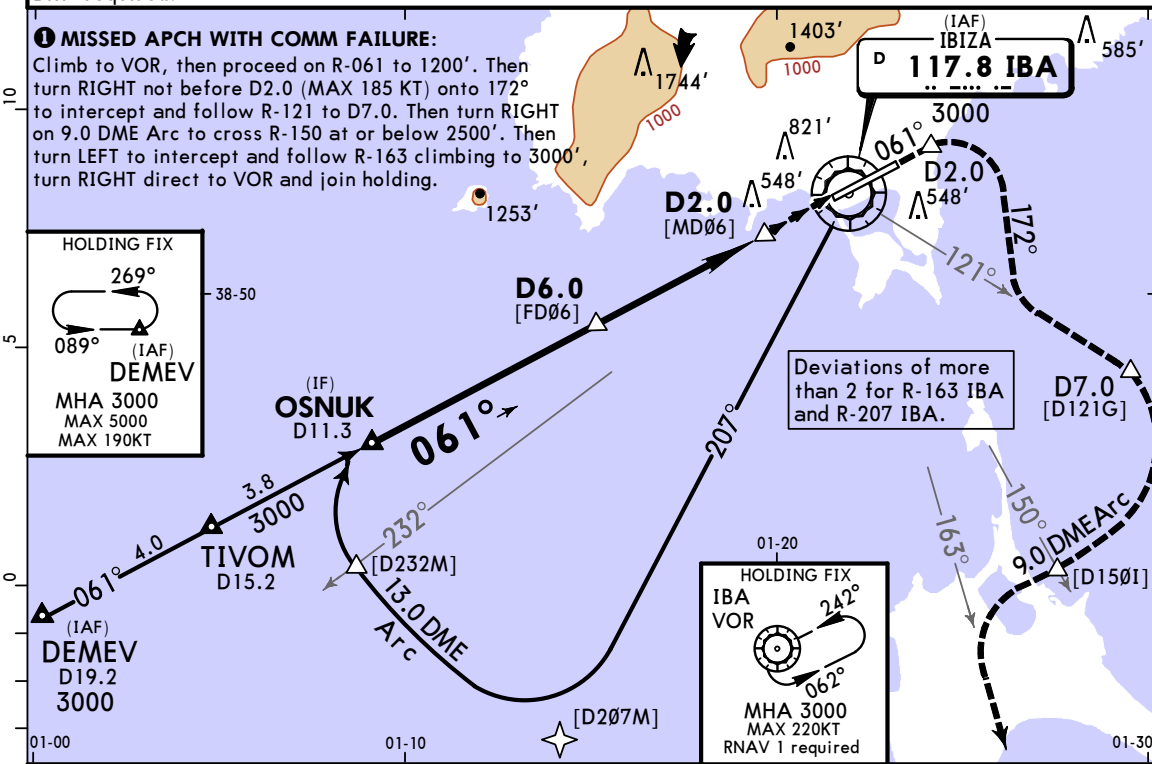 ❶ MISSED APCH WITH COMM FAILURE:
Climb to VOR, then proceed on R-061 to 1200'. Then
turn RIGHT not before D2.0 (MAX 185 KT) onto 172°
to intercept and follow R-121 to D7.0. Then turn RIGHT
on 9.0 DME Arc to cross R-150 at or below 2500'. Then
turn LEFT to intercept and follow R-163 climbing to 3000',
turn RIGHT direct to VOR and join holding.
1744'
1000
1403'
1000
(IAF)
IBIZA
D 117.8 IBA
3000
585'
821'
548'
061°
D2.0
548'
1253'
D2.0
[MD06]
172°
121°
10
5
0
38-50
HOLDING FIX
269°
089°
(IAF)
DEMEV
MHA 3000
MAX 5000
MAX 190KT
D6.0
[FD06]
(IF)
OSNUK
D11.3
061°
207°
Deviations of more
than 2 for R-163 IBA
and R-207 IBA.
D7.0
[D121G]
3.8
3000
4.0
061°
TIVOM
D15.2
232°
[D232M]
13.0 DME
Arc
(IAF)
DEMEV
D19.2
3000
[D207M]
163°
150°
9.0 DME Arc
[D150I]
01-20
HOLDING FIX
IBA
VOR
242°
062°
MHA 3000
MAX 220KT
RNAV 1 required
01-00
01-10
01-30